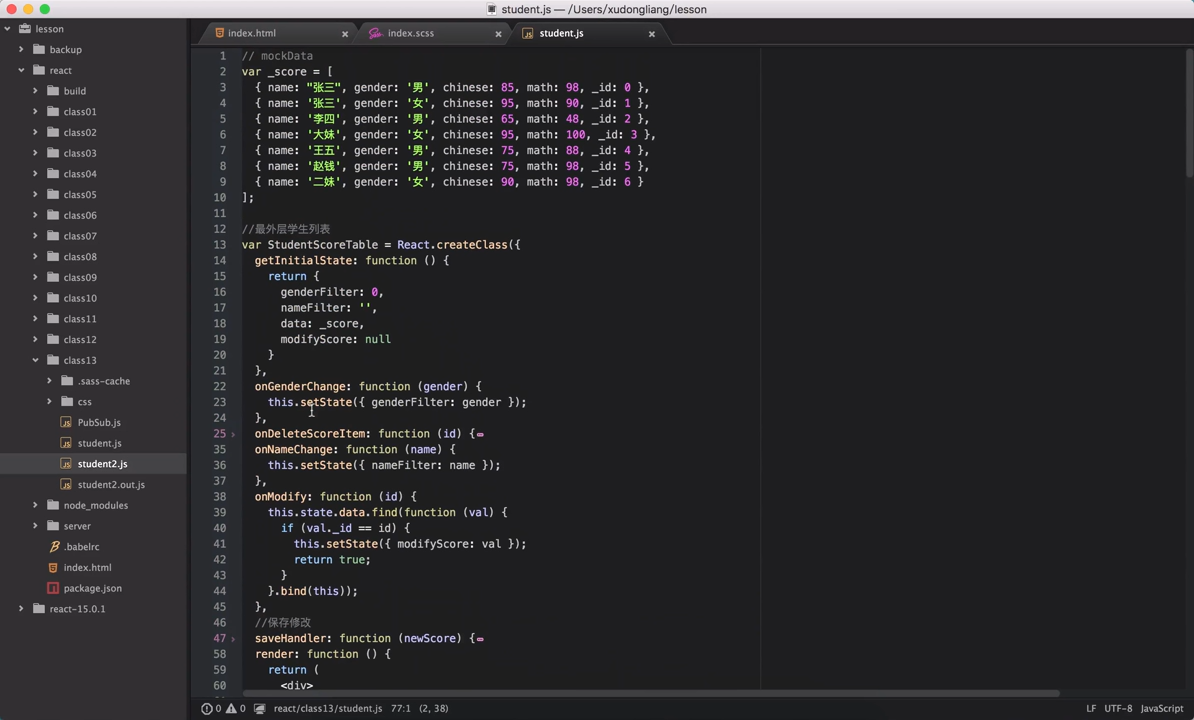 student.js — /Users/xudongliang/lesson
lesson
backup
react
build
class01
class02
class03
class04
class05
class06
class07
class08
class09
class10
class11
class12
class13
.sass-cache
css
PubSub.js
student.js
student2.js
student2.out.js
node_modules
server
.babelrc
index.html
package.json
react-15.0.1
index.html
index.scss
student.js
1 // mockData
2 var _score = [
3 { name: "张三", gender: '男', chinese: 85, math: 98, _id: 0 },
4 { name: '张三', gender: '女', chinese: 95, math: 90, _id: 1 },
5 { name: '李四', gender: '男', chinese: 65, math: 48, _id: 2 },
6 { name: '大妹', gender: '女', chinese: 95, math: 100, _id: 3 },
7 { name: '王五', gender: '男', chinese: 75, math: 88, _id: 4 },
8 { name: '赵钱', gender: '男', chinese: 75, math: 98, _id: 5 },
9 { name: '二妹', gender: '女', chinese: 90, math: 98, _id: 6 }
10 ];
11
12 //最外层学生列表
13 var StudentScoreTable = React.createClass({
14 getInitialState: function () {
15 return {
16 genderFilter: 0,
17 nameFilter: '',
18 data: _score,
19 modifyScore: null
20 }
21 },
22 onGenderChange: function (gender) {
23 this.setState({ genderFilter: gender });
24 },
25 onDeleteScoreItem: function (id) {
35 onNameChange: function (name) {
36 this.setState({ nameFilter: name });
37 },
38 onModify: function (id) {
39 this.state.data.find(function (val) {
40 if (val._id == id) {
41 this.setState({ modifyScore: val });
42 return true;
43 }
44 }.bind(this));
45 },
46 //保存修改
47 saveHandler: function (newScore) {
58 render: function () {
59 return (
60 <div>
0 0 react/class13/student.js 77:1 (2, 38) LF UTF-8 JavaScript